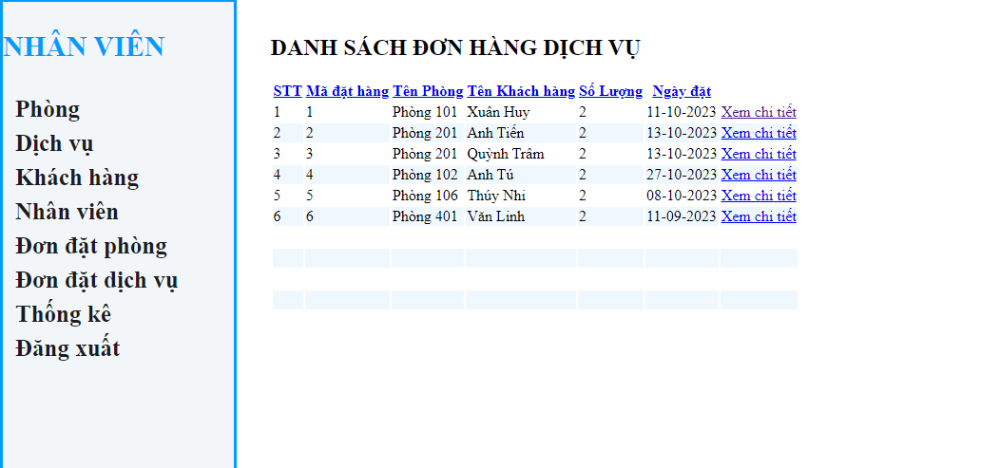 NHÂN VIÊN
Phòng
Dịch vụ
Khách hàng
Nhân viên
Đơn đặt phòng
Đơn đặt dịch vụ
Thống kê
Đăng xuất
DANH SÁCH ĐƠN HÀNG DỊCH VỤ
STT Mã đặt hàng Tên Phòng Tên Khách hàng Số Lượng Ngày đặt
1 1 Phòng 101 Xuân Huy 2 11-10-2023 Xem chi tiết
2 2 Phòng 201 Anh Tiến 2 13-10-2023 Xem chi tiết
3 3 Phòng 201 Quỳnh Trâm 2 13-10-2023 Xem chi tiết
4 4 Phòng 102 Anh Tú 2 27-10-2023 Xem chi tiết
5 5 Phòng 106 Thúy Nhi 2 08-10-2023 Xem chi tiết
6 6 Phòng 401 Văn Linh 2 11-09-2023 Xem chi tiết